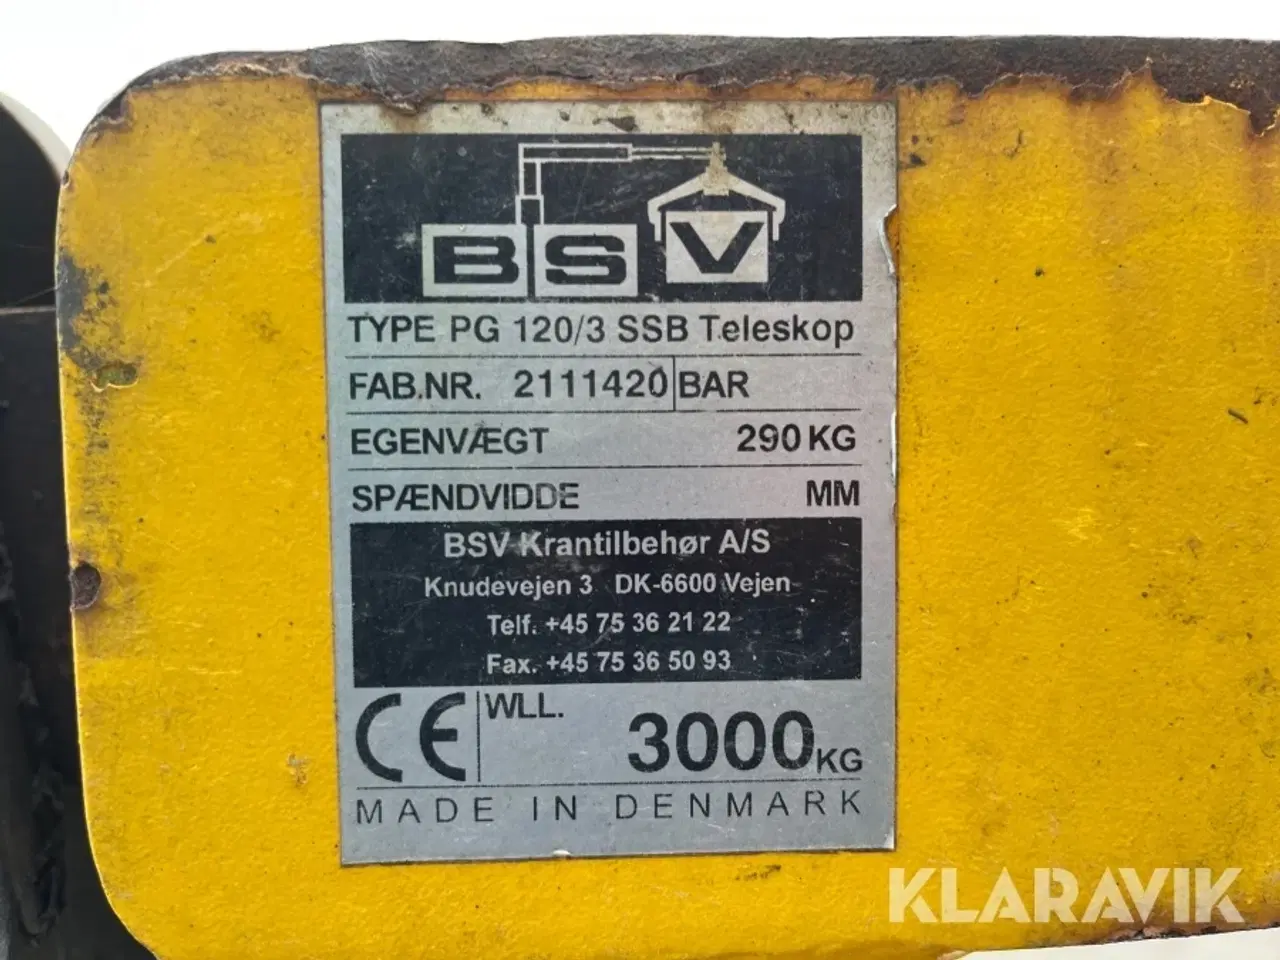 BSV
TYPE PG 120/3 SSB Teleskop
FAB.NR. 2111420 BAR
EGENVÆGT 290 KG
SPÆNDVIDDE MM
BSV Krantilbehør A/S
Knudevejen 3 DK-6600 Vejen
Telf. +45 75 36 21 22
Fax. +45 75 36 50 93
CE WLL. 3000 KG
MADE IN DENMARK
KLARAVIK